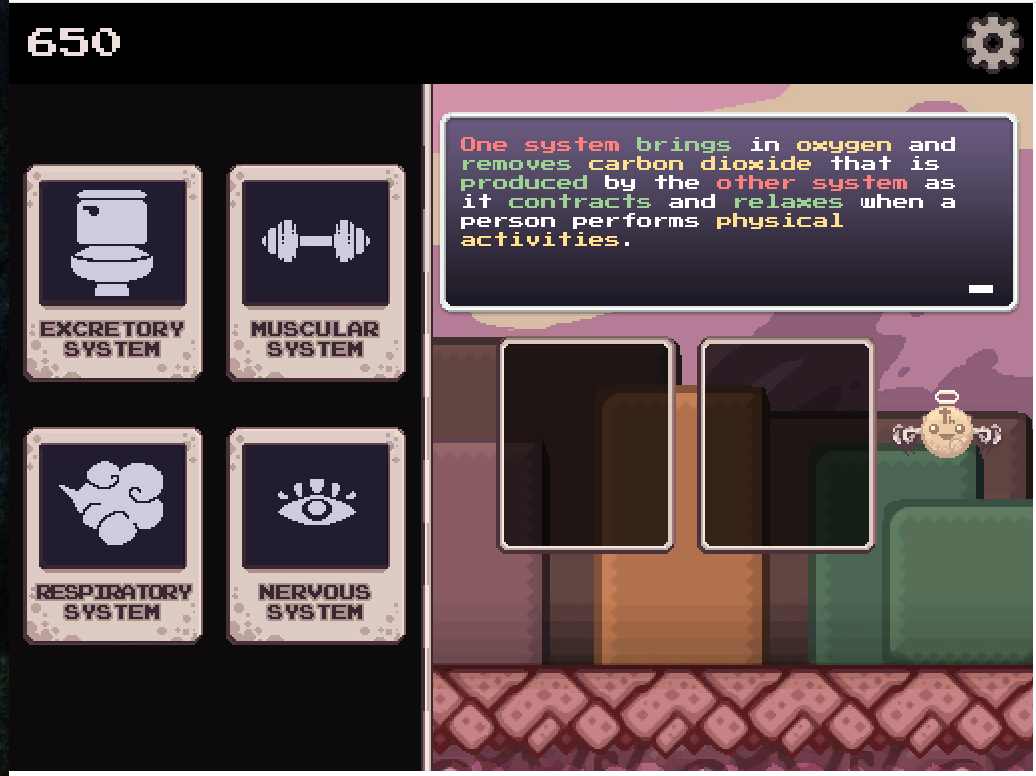 650
One system brings in oxygen and
removes carbon dioxide that is
produced by the other system as
it contracts and relaxes when a
person performs physical
activities.
EXCRETORY
SYSTEM
MUSCULAR
SYSTEM
RESPIRATORY
SYSTEM
NERVOUS
SYSTEM